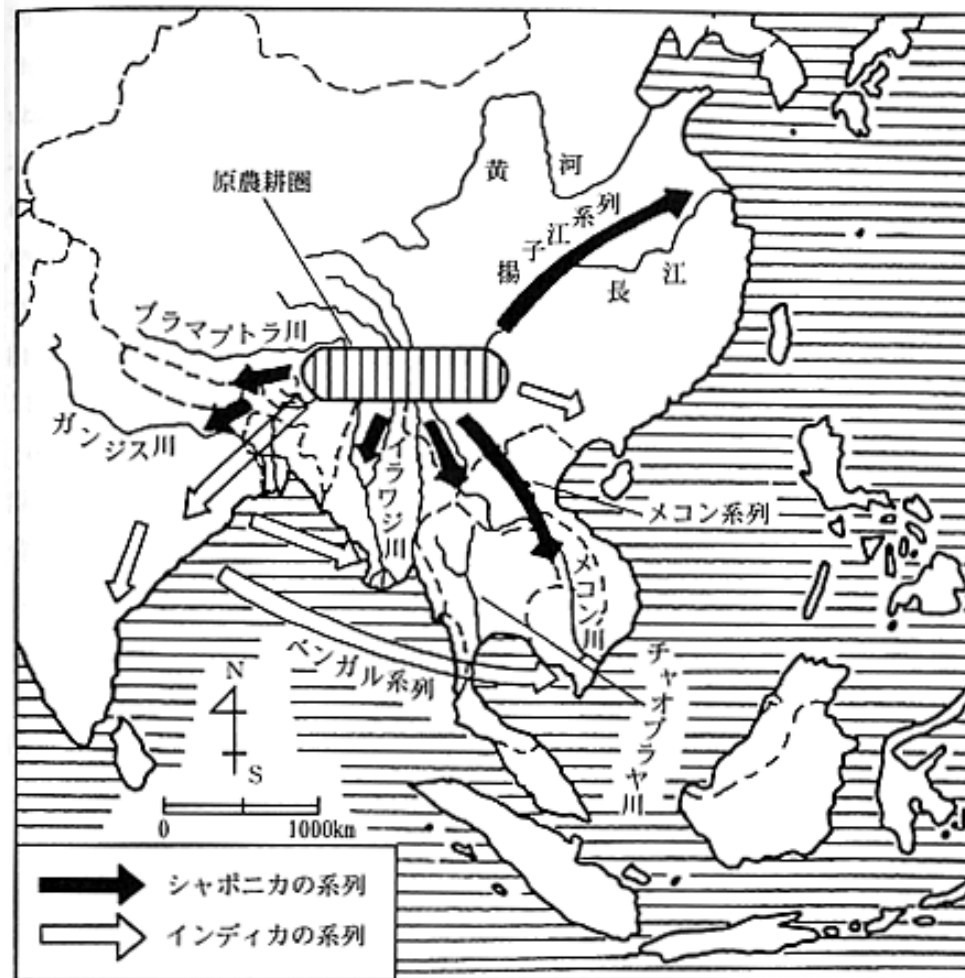 黄河
原農耕圏
揚子江系列
長江
ブラマプトラ川
ガンジス川
イラワジ川
メコン系列
メコン川
ベンガル系列
チャオプラヤ川
N
S
0 1000km
シャポニカの系列
インディカの系列